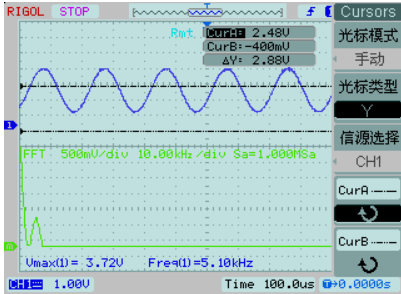 RIGOL STOP f Cursors
Rmt CurA= 2.48V
CurB=-400mV
ΔY= 2.88V
光标模式
手动
光标类型
Y
信源选择
CH1
CurA
CurB
1
FFT 500mV/div 10.00kHz/div Sa=1.000MSa
Vmax(1)= 3.72V Freq(1)=5.10kHz
CH1 1.00V Time 100.0us 0.0000s